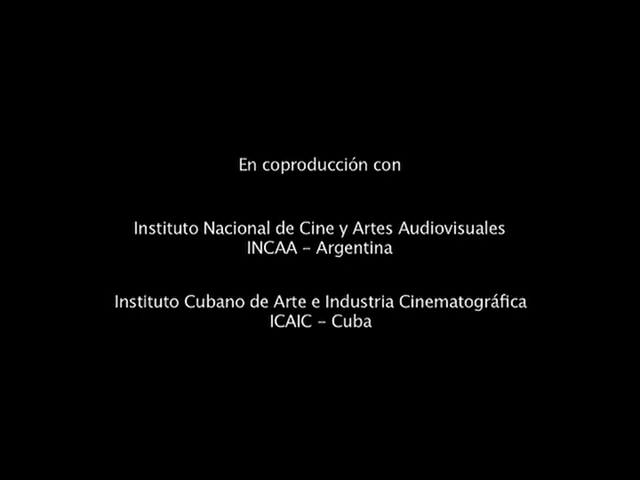 En coproducción con
Instituto Nacional de Cine y Artes Audiovisuales
INCAA - Argentina
Instituto Cubano de Arte e Industria Cinematográfica
ICAIC - Cuba